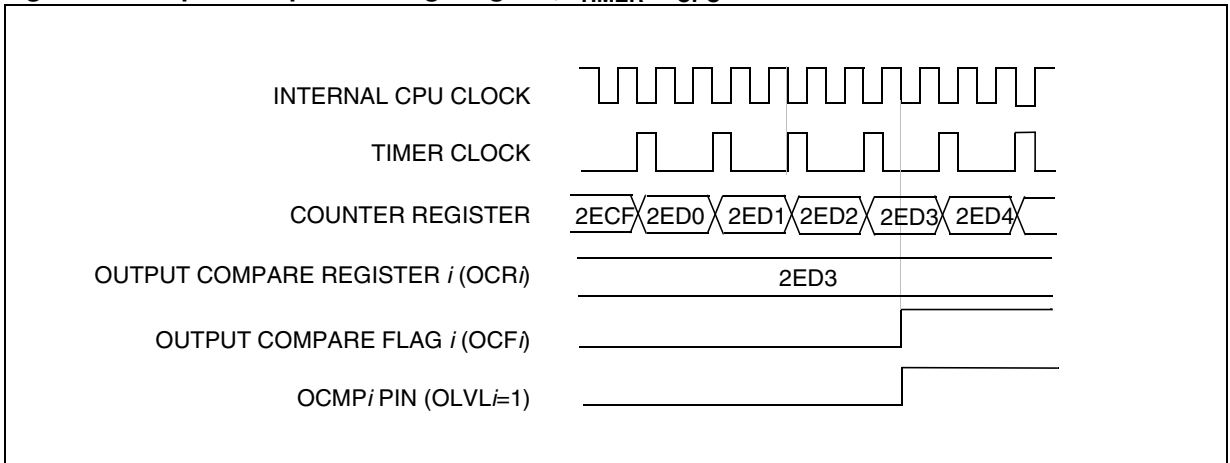 INTERNAL CPU CLOCK
TIMER CLOCK
COUNTER REGISTER
2ECF 2ED0 2ED1 2ED2 2ED3 2ED4
OUTPUT COMPARE REGISTER i (OCRi)
2ED3
OUTPUT COMPARE FLAG i (OCFi)
OCMPi PIN (OLVLi=1)